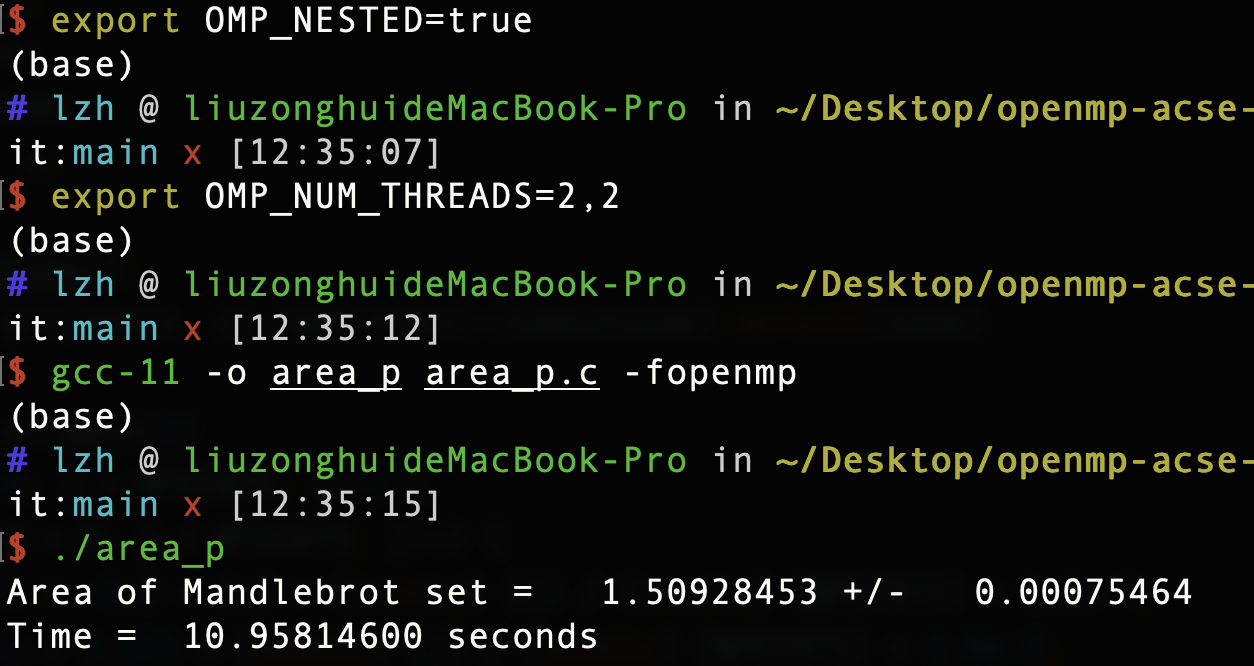 $ export OMP_NESTED=true
(base)
# lzh @ liuzonghuideMacBook-Pro in ~/Desktop/openmp-acse-
it:main x [12:35:07]
$ export OMP_NUM_THREADS=2,2
(base)
# lzh @ liuzonghuideMacBook-Pro in ~/Desktop/openmp-acse-
it:main x [12:35:12]
$ gcc-11 -o area_p area_p.c -fopenmp
(base)
# lzh @ liuzonghuideMacBook-Pro in ~/Desktop/openmp-acse-
it:main x [12:35:15]
$ ./area_p
Area of Mandlebrot set =   1.50928453 +/-   0.00075464
Time =  10.95814600 seconds